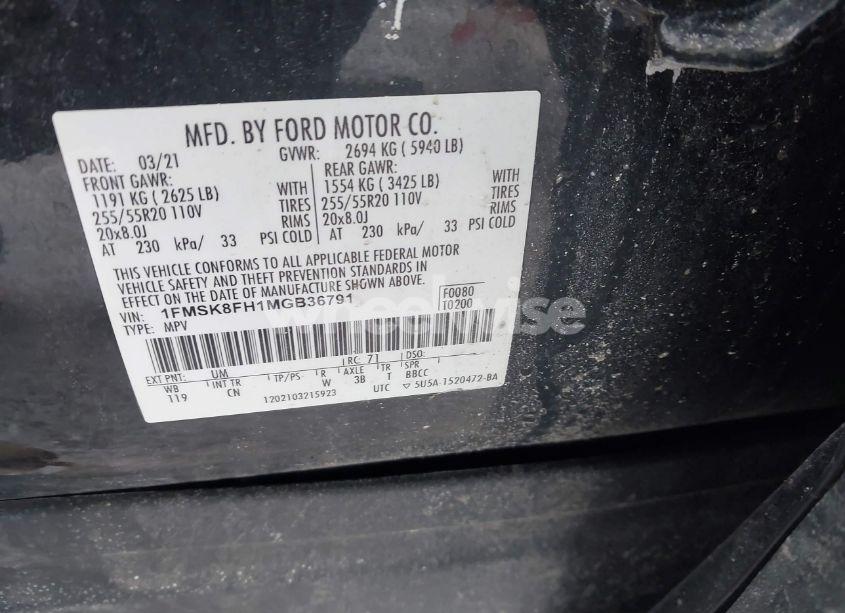 MFD. BY FORD MOTOR CO.
DATE: 03/21 GVWR: 2694 KG ( 5940 LB)
FRONT GAWR: REAR GAWR:
1191 KG ( 2625 LB) WITH 1554 KG ( 3425 LB) WITH
255/55R20 110V TIRES 255/55R20 110V TIRES
20x8.0J RIMS 20x8.0J RIMS
AT 230 kPa/ 33 PSI COLD AT 230 kPa/ 33 PSI COLD
THIS VEHICLE CONFORMS TO ALL APPLICABLE FEDERAL MOTOR
VEHICLE SAFETY AND THEFT PREVENTION STANDARDS IN
EFFECT ON THE DATE OF MANUFACTURE SHOWN ABOVE.
VIN: 1FMSK8FH1MGB36791 F0080
TYPE: MPV T0200
wheelwise
EXT PNT: UM RC: 71 DSO:
WB INT TR TP/PS R AXLE TR SPR
119 CN W 3B T BBCC
1202103215923 UTC 5U5A-1520472-BA